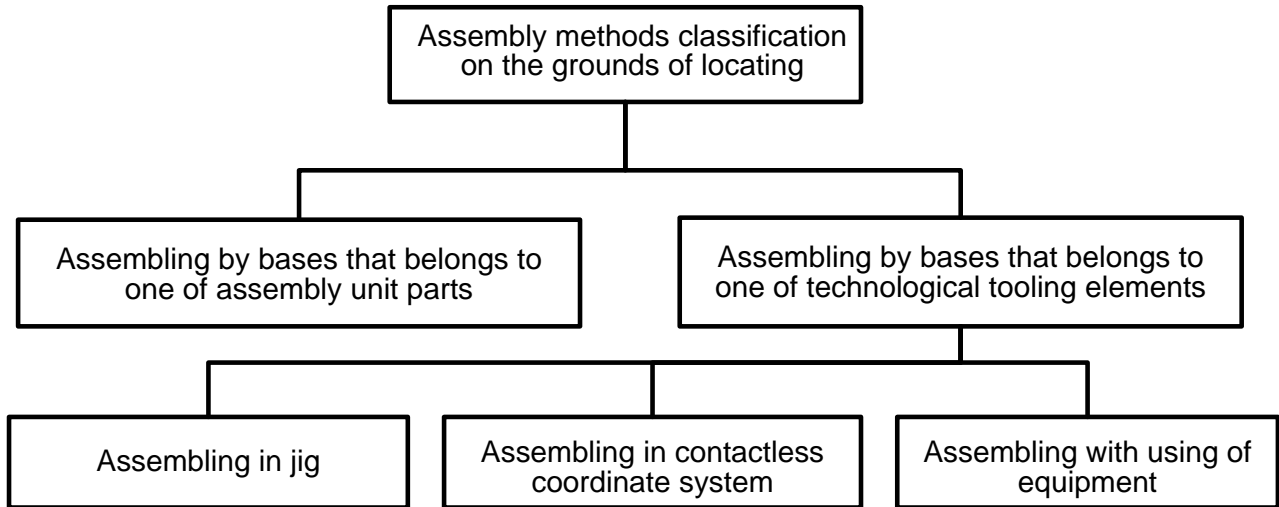 Assembly methods classification
on the grounds of locating
Assembling by bases that belongs to
one of assembly unit parts
Assembling by bases that belongs to
one of technological tooling elements
Assembling in jig
Assembling in contactless
coordinate system
Assembling with using of
equipment